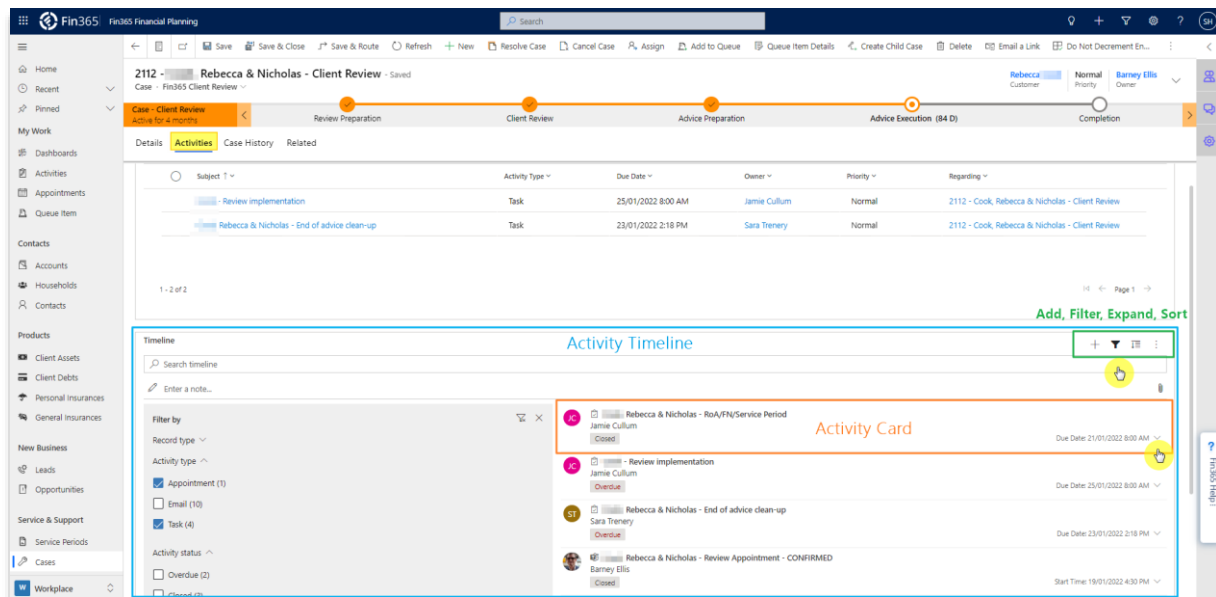 Fin365 Fin365 Financial Planning Search SH
Save Save & Close Save & Route Refresh New Resolve Case Cancel Case Assign Add to Queue Queue Item Details Create Child Case Delete Email a Link Do Not Decrement En...
Home
Recent
Pinned
My Work
Dashboards
Activities
Appointments
Queue Item
Contacts
Accounts
Households
Contacts
Products
Client Assets
Client Debts
Personal Insurances
General Insurances
New Business
Leads
Opportunities
Service & Support
Service Periods
Cases
W Workplace
2112 - Rebecca & Nicholas - Client Review - Saved
Case · Fin365 Client Review
Rebecca
Customer
Normal
Priority
Barney Ellis
Owner
Case - Client Review
Active for 4 months
Review Preparation Client Review Advice Preparation Advice Execution (84 D) Completion
Details Activities Case History Related
Subject Activity Type Due Date Owner Priority Regarding
- Review implementation Task 25/01/2022 8:00 AM Jamie Cullum Normal 2112 - Cook, Rebecca & Nicholas - Client Review
Rebecca & Nicholas - End of advice clean-up Task 23/01/2022 2:18 PM Sara Trenery Normal 2112 - Cook, Rebecca & Nicholas - Client Review
1 - 2 of 2 Page 1
Add, Filter, Expand, Sort
Timeline
Activity Timeline
Search timeline
Enter a note...
Filter by
Record type
Activity type
Appointment (1)
Email (10)
Task (4)
Activity status
Overdue (2)
Closed (3)
JC
Rebecca & Nicholas - RoA/FN/Service Period
Jamie Cullum
Closed
Activity Card
Due Date: 21/01/2022 8:00 AM
JC
- Review implementation
Jamie Cullum
Overdue
Due Date: 25/01/2022 8:00 AM
ST
Rebecca & Nicholas - End of advice clean-up
Sara Trenery
Overdue
Due Date: 23/01/2022 2:18 PM
Rebecca & Nicholas - Review Appointment - CONFIRMED
Barney Ellis
Closed
Start Time: 19/01/2022 4:30 PM
? Fin365 Help!